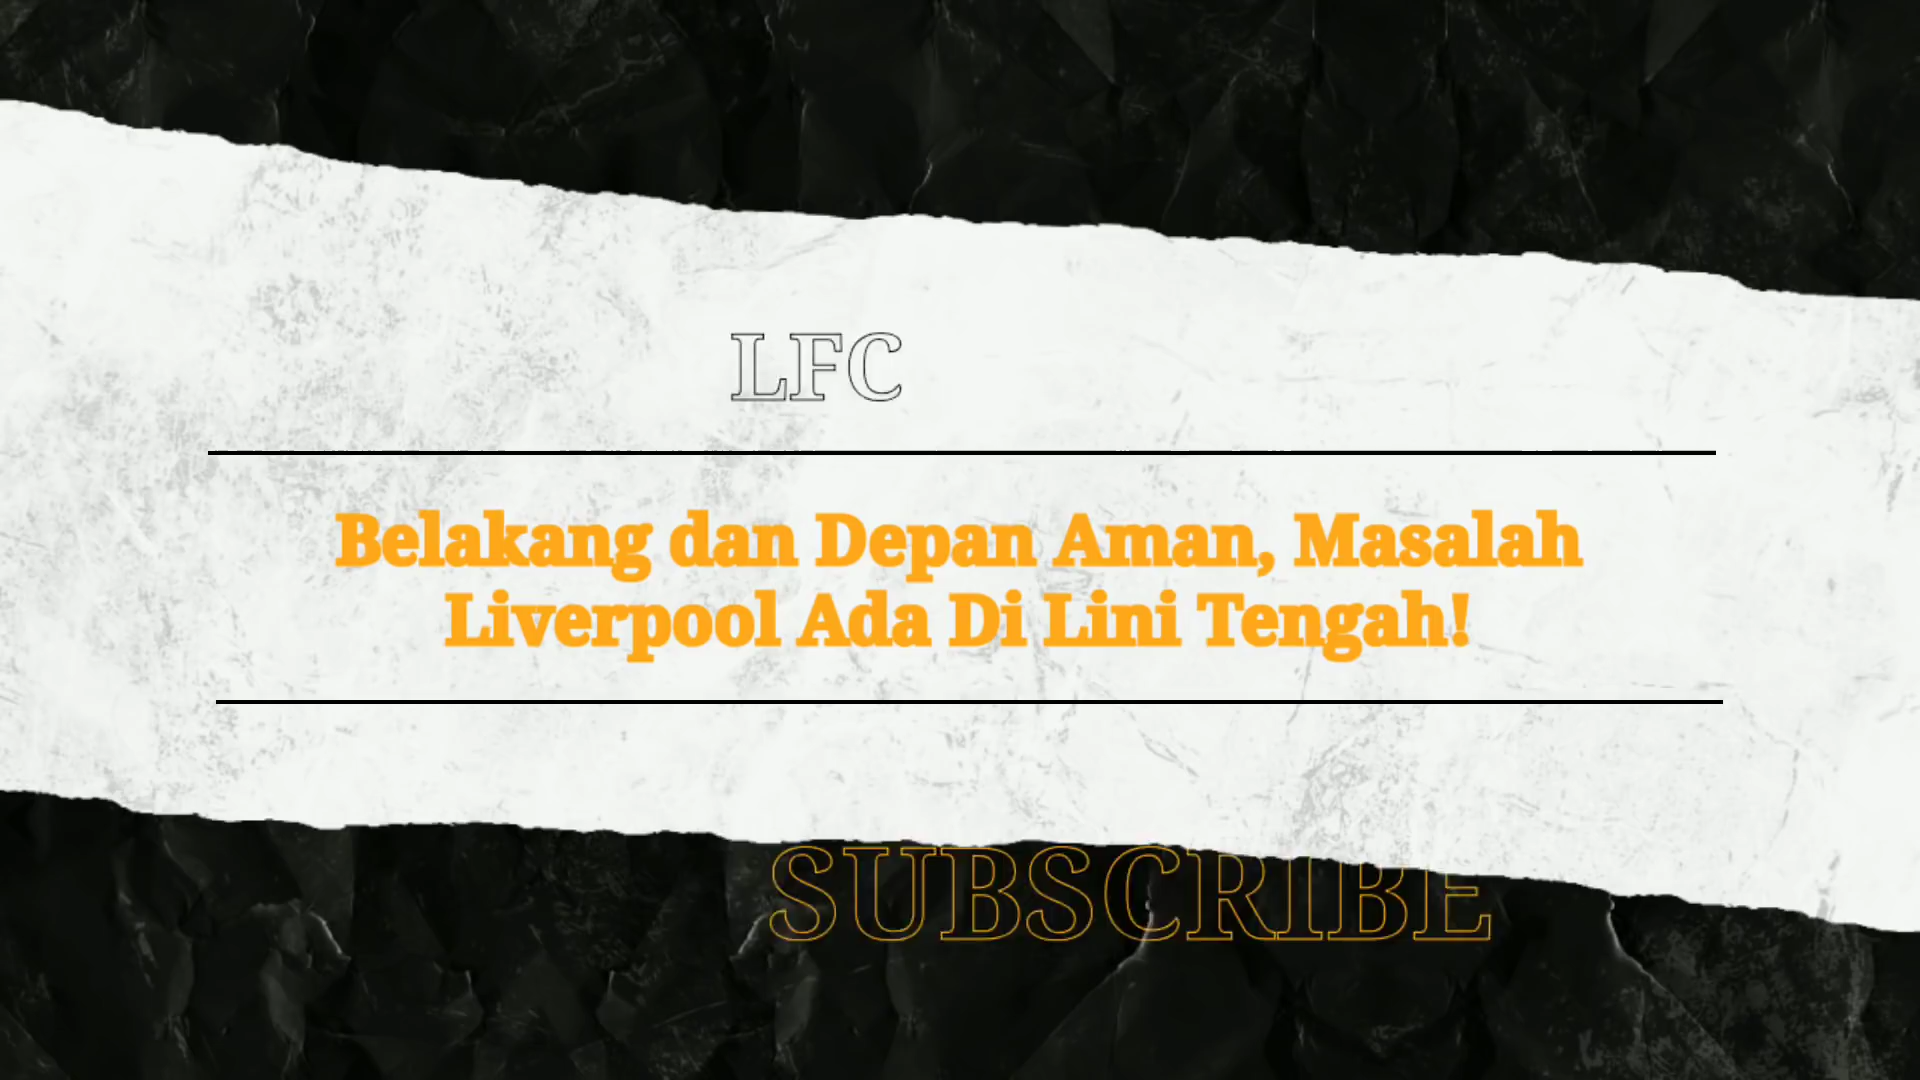 LFC
Belakang dan Depan Aman, Masalah
Liverpool Ada Di Lini Tengah!
SUBSCRIBE